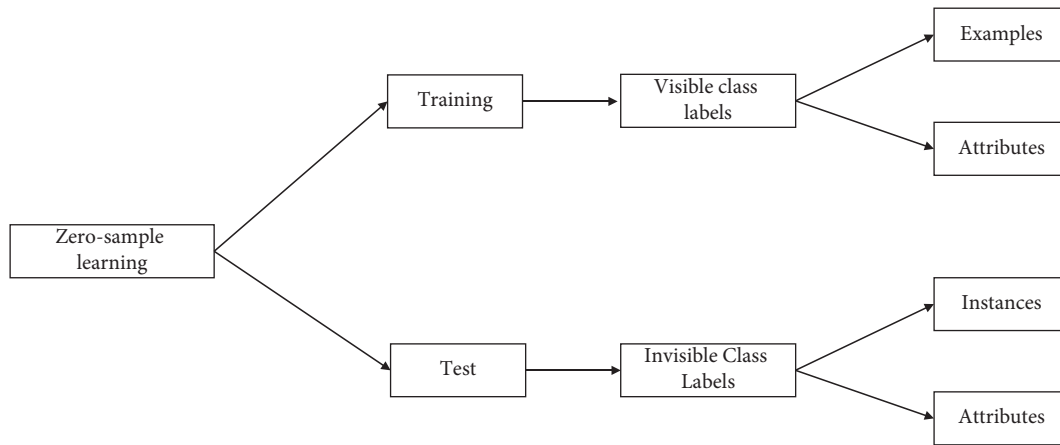 Examples
Training
Visible class
labels
Attributes
Zero-sample
learning
Instances
Test
Invisible Class
Labels
Attributes